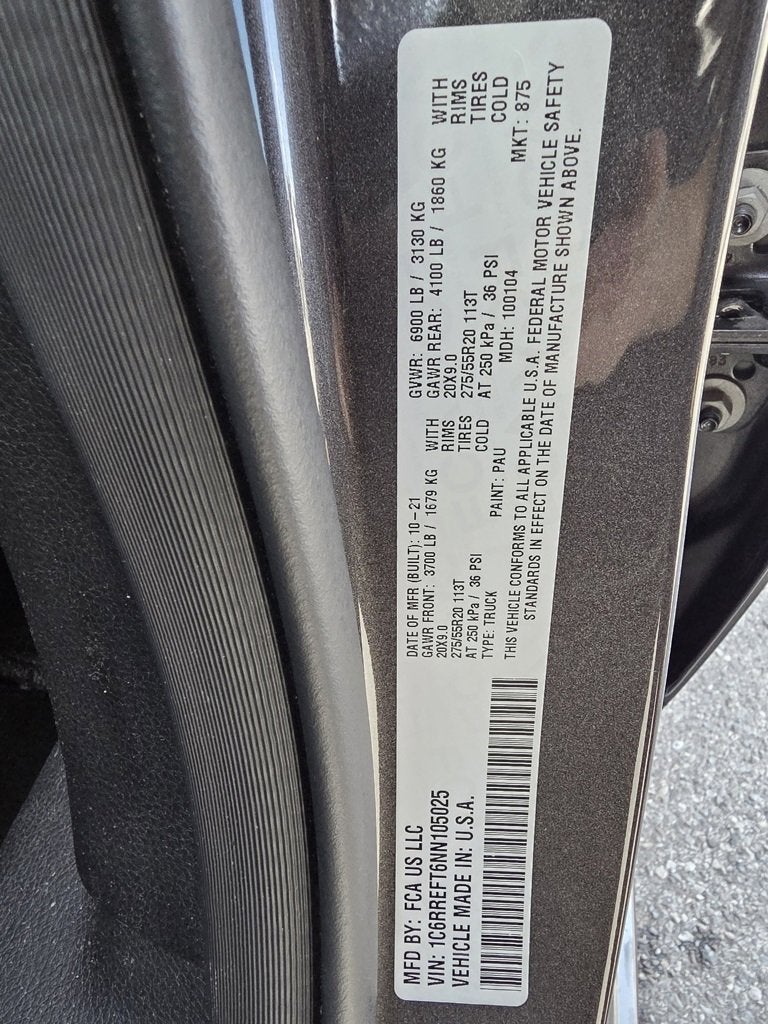 MFD BY: FCA US LLC
VIN: 1C6RREFT6NN105025
VEHICLE MADE IN: U.S.A.
DATE OF MFR (BUILT): 10-21
GAWR FRONT: 3700 LB / 1679 KG WITH
20X9.0 RIMS
275/55R20 113T TIRES
AT 250 kPa / 36 PSI COLD
GVWR: 6900 LB / 3130 KG
GAWR REAR: 4100 LB / 1860 KG WITH
20X9.0 RIMS
275/55R20 113T TIRES
AT 250 kPa / 36 PSI COLD
TYPE: TRUCK PAINT: PAU MDH: 100104 MKT: 875
THIS VEHICLE CONFORMS TO ALL APPLICABLE U.S.A. FEDERAL MOTOR VEHICLE SAFETY
STANDARDS IN EFFECT ON THE DATE OF MANUFACTURE SHOWN ABOVE.